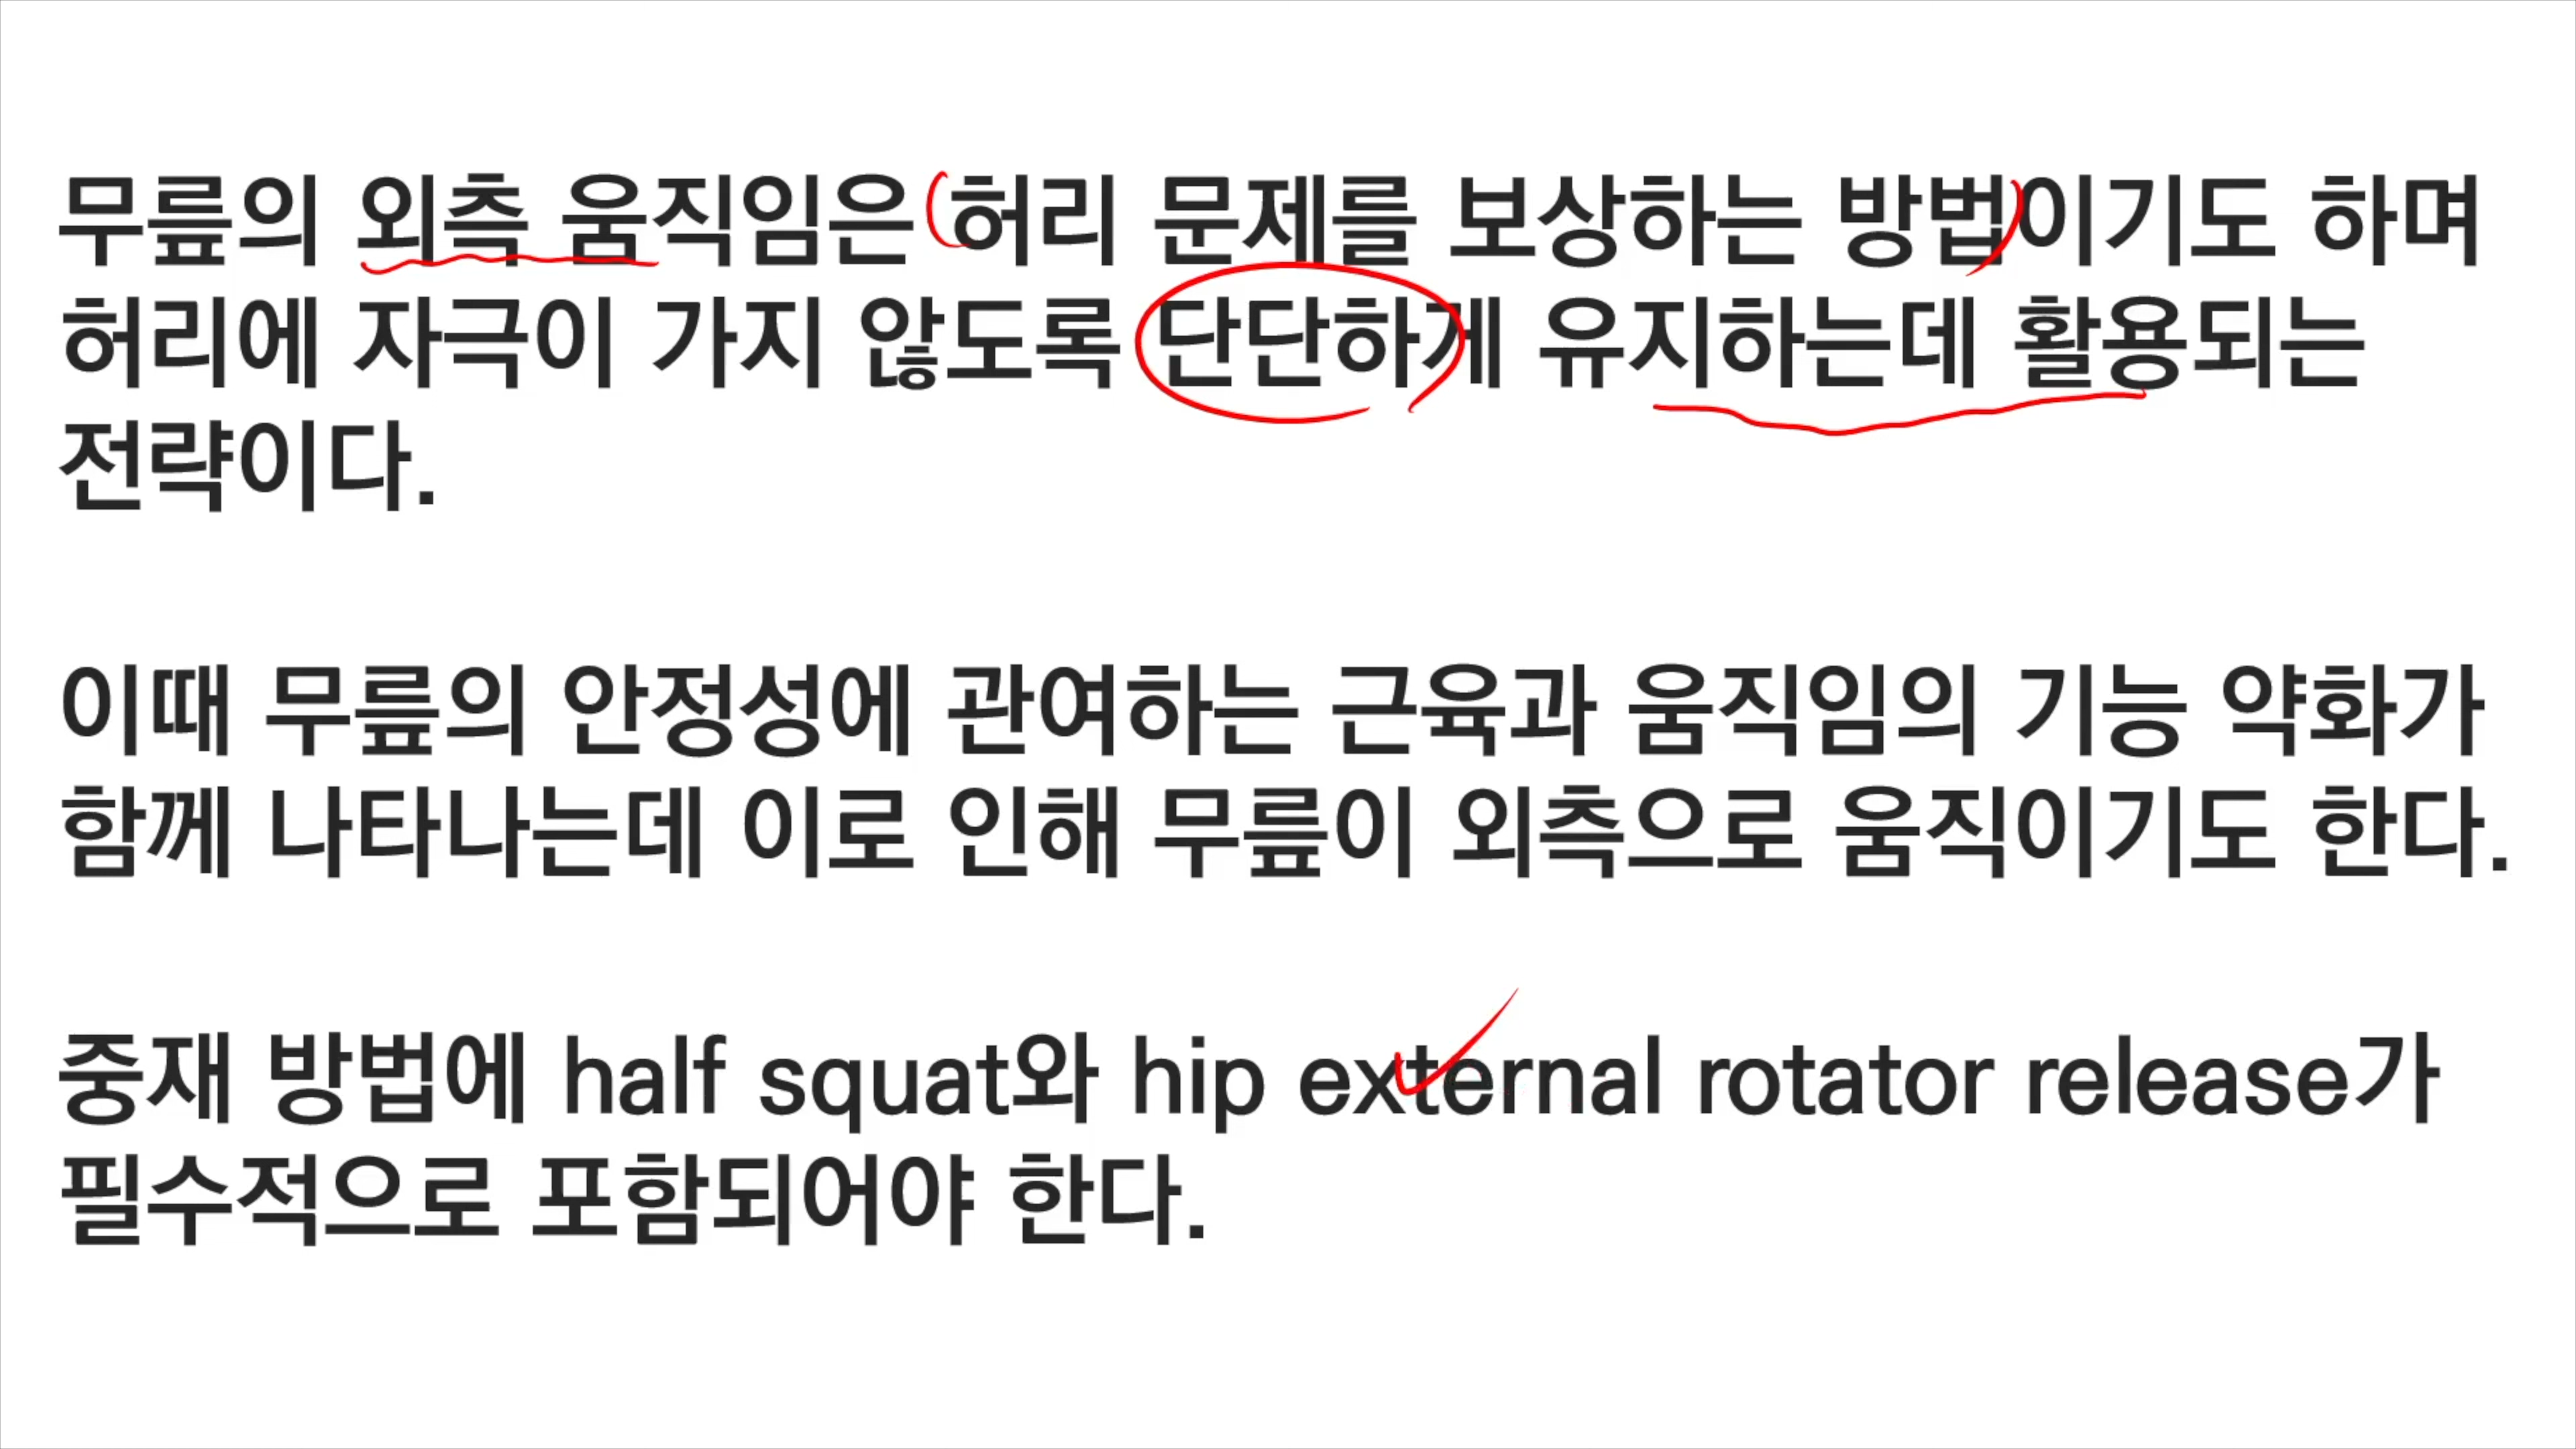 무릎의 외측 움직임은 허리 문제를 보상하는 방법이기도 하며
허리에 자극이 가지 않도록 단단하게 유지하는데 활용되는
전략이다.
이때 무릎의 안정성에 관여하는 근육과 움직임의 기능 약화가
함께 나타나는데 이로 인해 무릎이 외측으로 움직이기도 한다.
중재 방법에 half squat와 hip external rotator release가
필수적으로 포함되어야 한다.